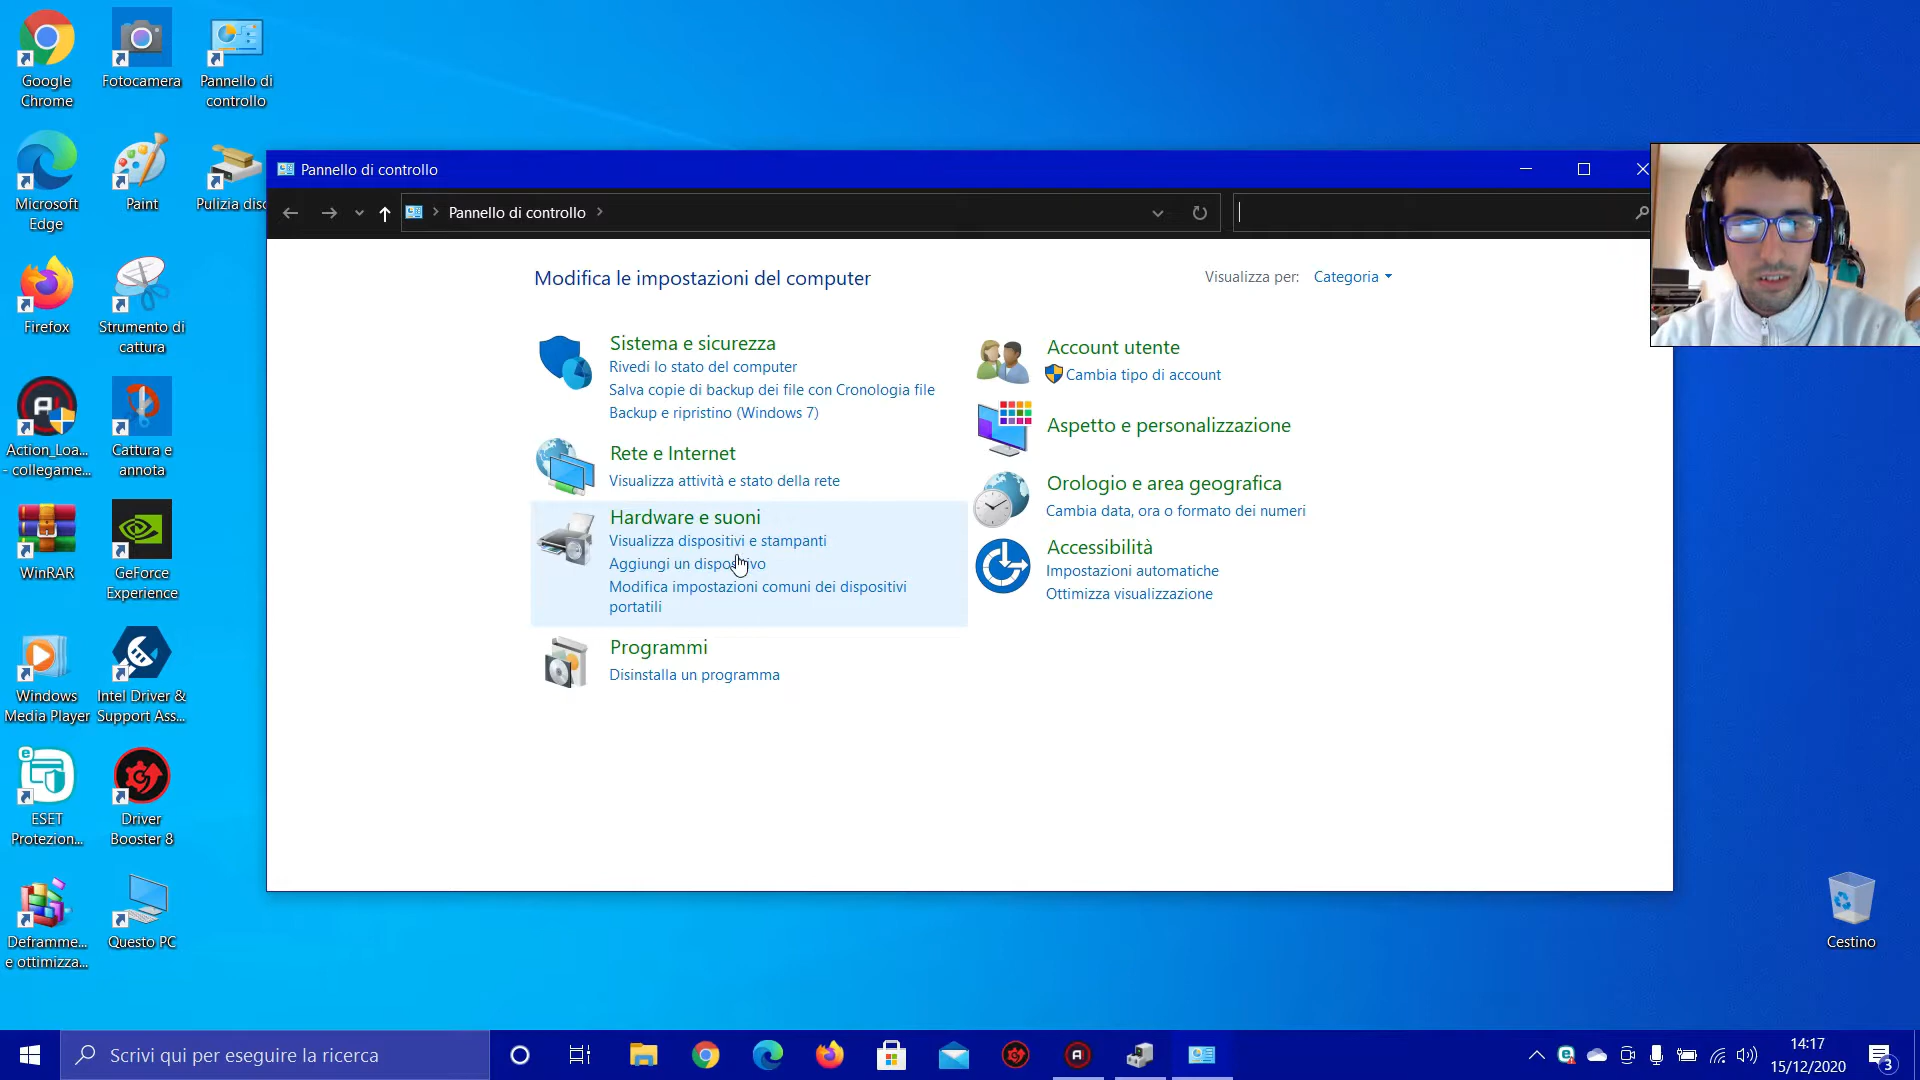 Google
Chrome
Fotocamera
Pannello di
controllo
Microsoft
Edge
Paint
Pulizia disc
Firefox
Strumento di
cattura
Action_Loa...
- collegame...
Cattura e
annota
WinRAR
GeForce
Experience
Windows
Media Player
Intel Driver &
Support Ass...
ESET
Protezion...
Driver
Booster 8
Deframme...
e ottimizza...
Questo PC
Pannello di controllo
Pannello di controllo
Modifica le impostazioni del computer
Visualizza per: Categoria
Sistema e sicurezza
Rivedi lo stato del computer
Salva copie di backup dei file con Cronologia file
Backup e ripristino (Windows 7)
Rete e Internet
Visualizza attività e stato della rete
Hardware e suoni
Visualizza dispositivi e stampanti
Aggiungi un dispositivo
Modifica impostazioni comuni dei dispositivi
portatili
Programmi
Disinstalla un programma
Account utente
Cambia tipo di account
Aspetto e personalizzazione
Orologio e area geografica
Cambia data, ora o formato dei numeri
Accessibilità
Impostazioni automatiche
Ottimizza visualizzazione
Cestino
Scrivi qui per eseguire la ricerca
14:17
15/12/2020
3